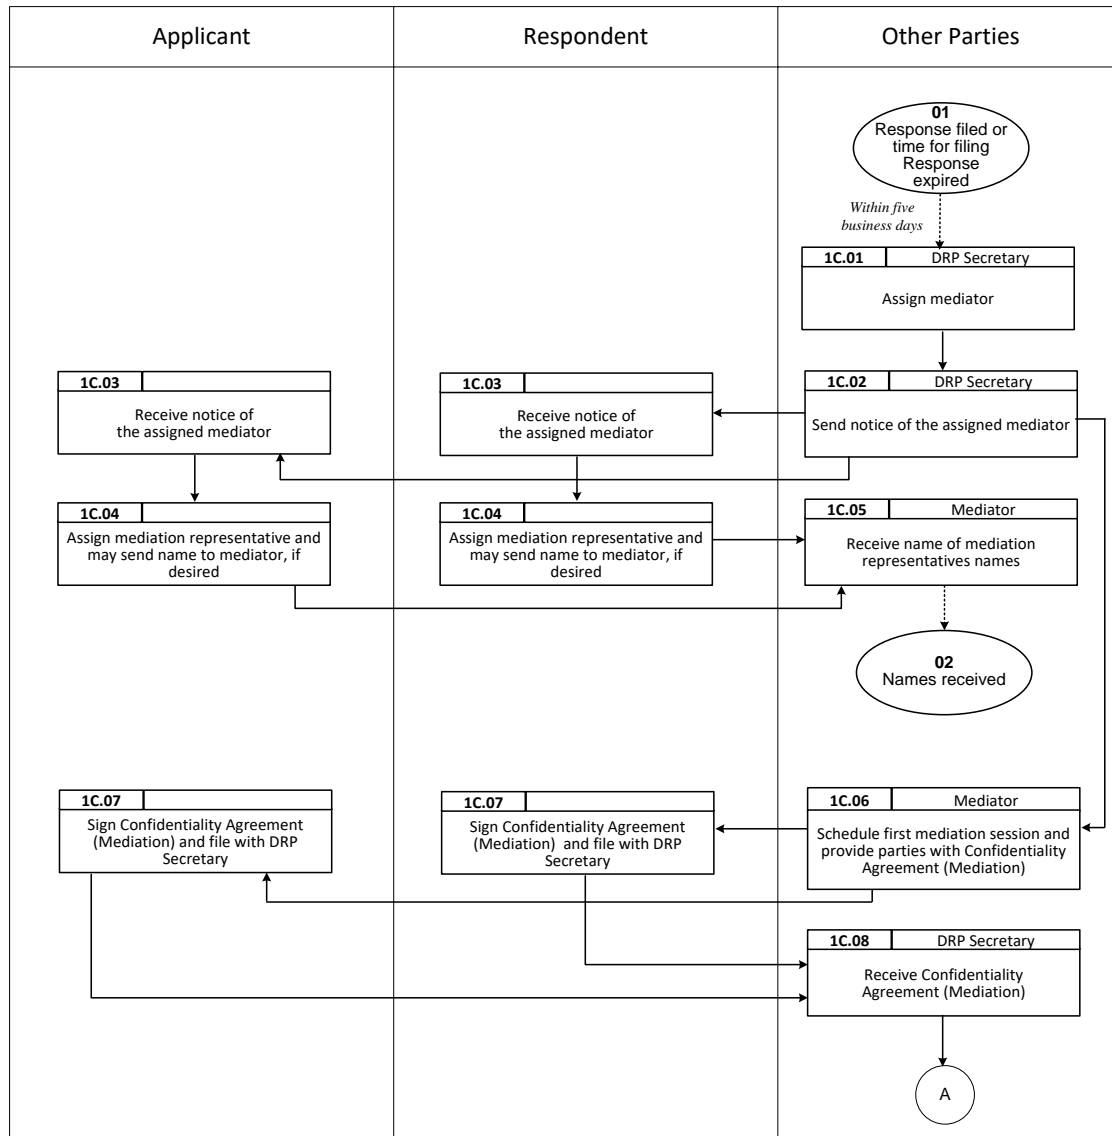 Applicant
Respondent
Other Parties
01
Response filed or
time for filing
Response
expired
Within five
business days
1C.01
DRP Secretary
Assign mediator
1C.03
Receive notice of
the assigned mediator
1C.03
Receive notice of
the assigned mediator
1C.02
DRP Secretary
Send notice of the assigned mediator
1C.04
Assign mediation representative and
may send name to mediator, if
desired
1C.04
Assign mediation representative and
may send name to mediator, if
desired
1C.05
Mediator
Receive name of mediation
representatives names
02
Names received
1C.07
Sign Confidentiality Agreement
(Mediation) and file with DRP
Secretary
1C.07
Sign Confidentiality Agreement
(Mediation) and file with DRP
Secretary
1C.06
Mediator
Schedule first mediation session and
provide parties with Confidentiality
Agreement (Mediation)
1C.08
DRP Secretary
Receive Confidentiality
Agreement (Mediation)
A